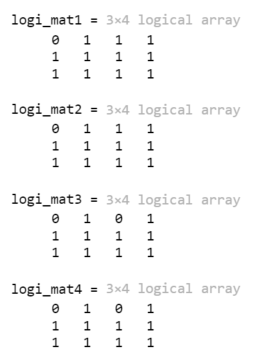 logi_mat1 = 3×4 logical array
0 1 1 1
1 1 1 1
1 1 1 1
logi_mat2 = 3×4 logical array
0 1 1 1
1 1 1 1
1 1 1 1
logi_mat3 = 3×4 logical array
0 1 0 1
1 1 1 1
1 1 1 1
logi_mat4 = 3×4 logical array
0 1 0 1
1 1 1 1
1 1 1 1